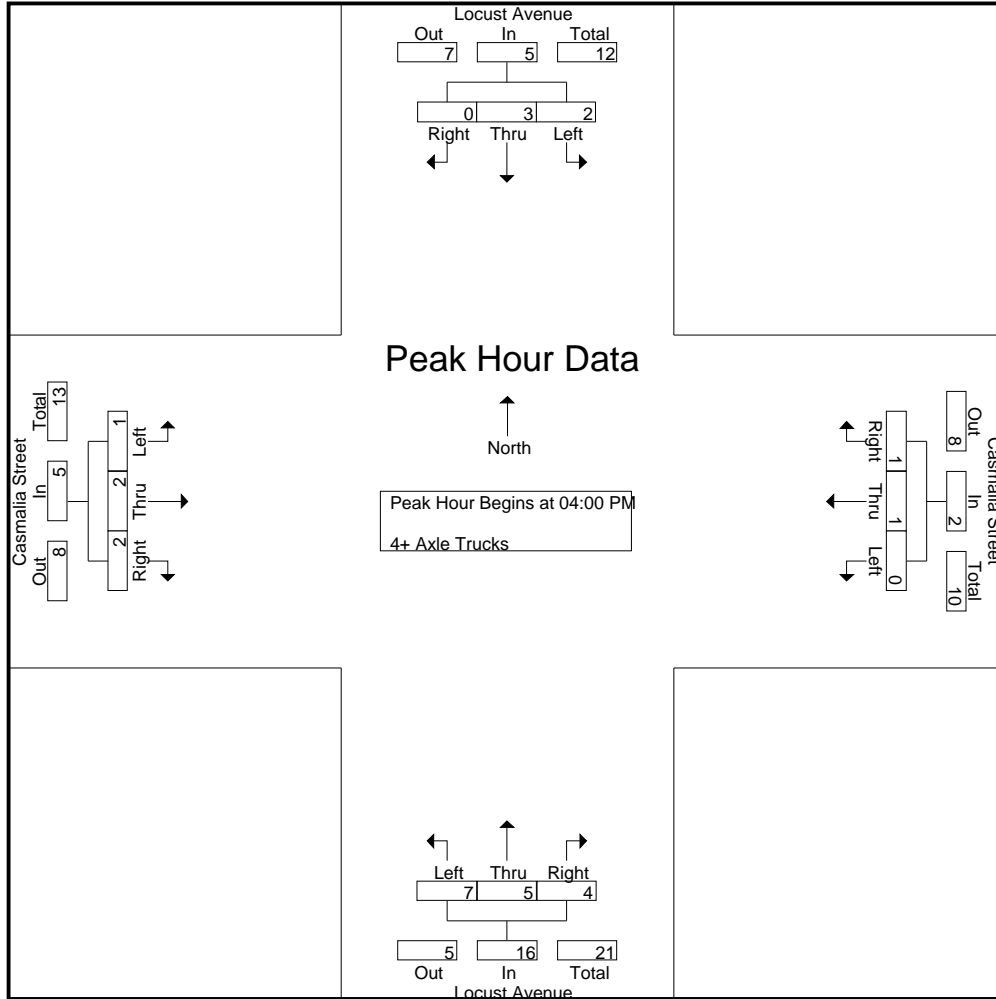 Locust Avenue
Out In Total
7 5 12
0 3 2
Right Thru Left
Peak Hour Data
North
Peak Hour Begins at 04:00 PM
4+ Axle Trucks
Casmalia Street
Total In Out
13 5 8
1 2 2
Left Thru Right
Casmalia Street
Out In Total
8 2 10
1 1 0
Right Thru Left
Left Thru Right
7 5 4
5 16 21
Out In Total
Locust Avenue